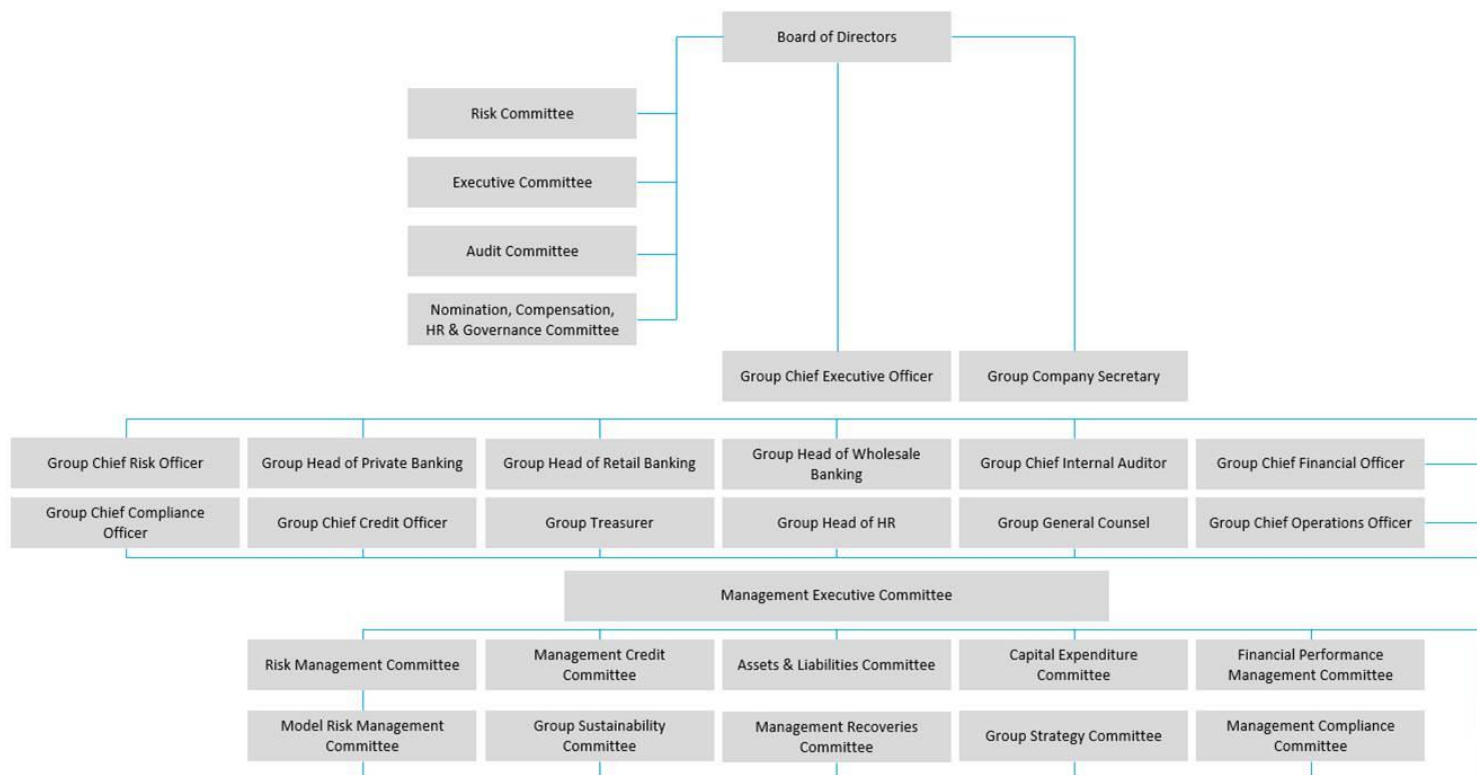 Board of Directors
Risk Committee
Executive Committee
Audit Committee
Nomination, Compensation,
HR & Governance Committee
Group Chief Executive Officer
Group Company Secretary
Group Chief Risk Officer
Group Head of Private Banking
Group Head of Retail Banking
Group Head of Wholesale
Banking
Group Chief Internal Auditor
Group Chief Financial Officer
Group Chief Compliance
Officer
Group Chief Credit Officer
Group Treasurer
Group Head of HR
Group General Counsel
Group Chief Operations Officer
Management Executive Committee
Risk Management Committee
Management Credit
Committee
Assets & Liabilities Committee
Capital Expenditure
Committee
Financial Performance
Management Committee
Model Risk Management
Committee
Group Sustainability
Committee
Management Recoveries
Committee
Group Strategy Committee
Management Compliance
Committee